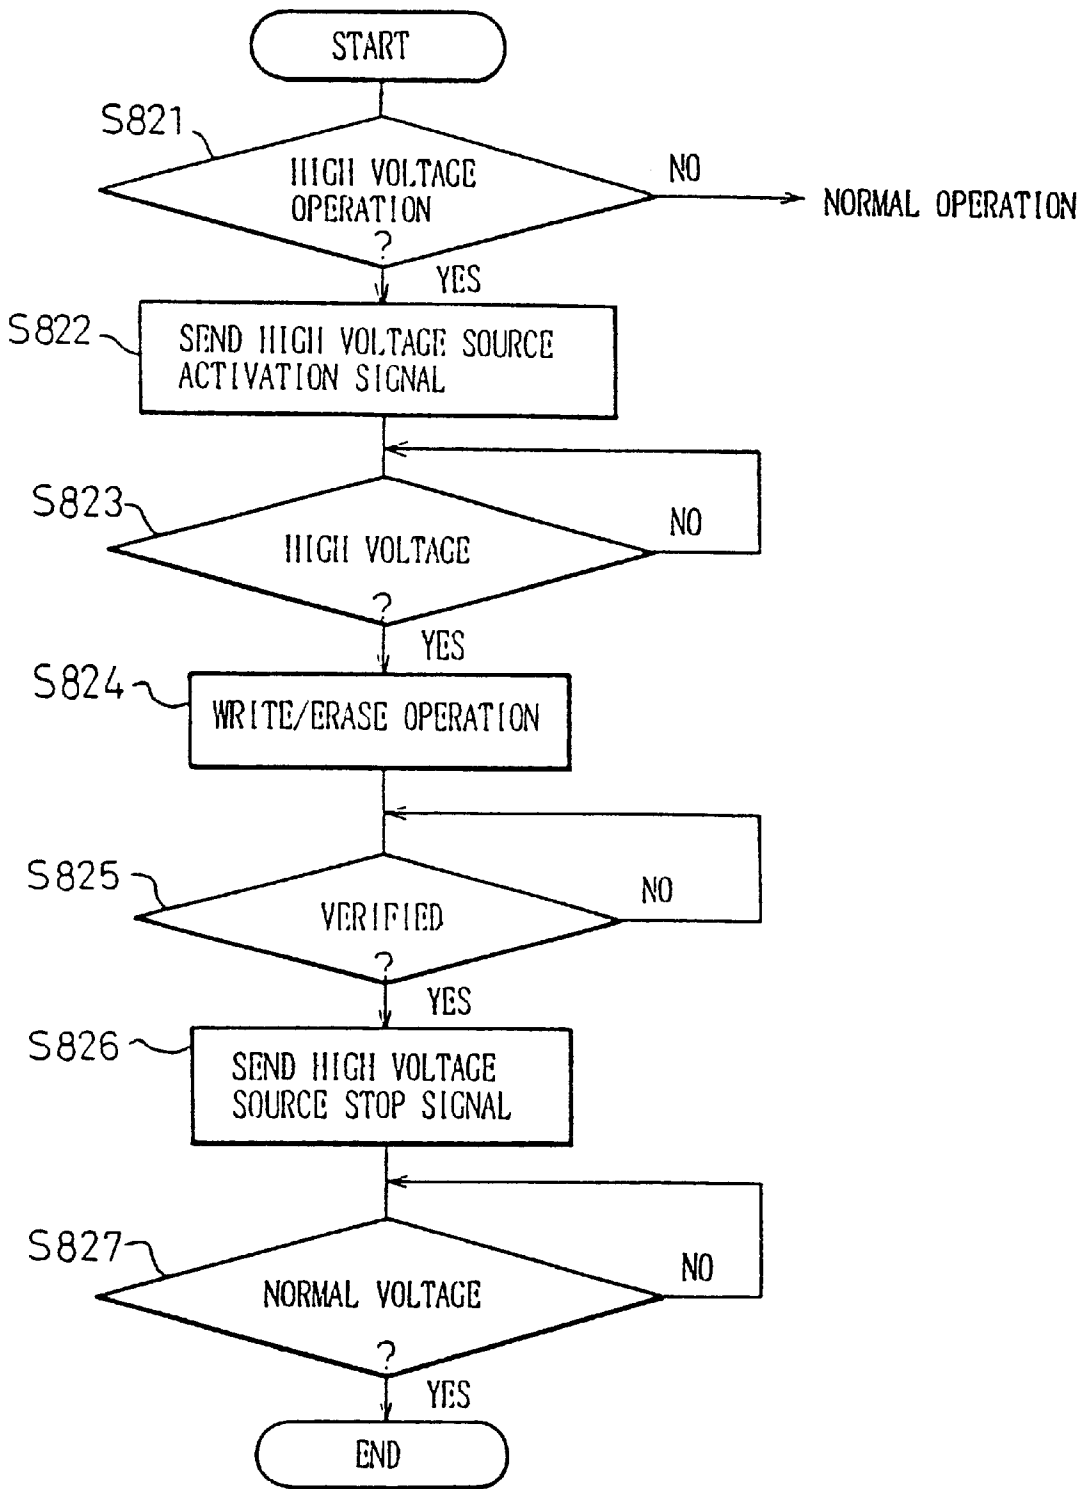 START
S821
HIGH VOLTAGE
OPERATION
?
NO
NORMAL OPERATION
YES
S822
SEND HIGH VOLTAGE SOURCE
ACTIVATION SIGNAL
S823
HIGH VOLTAGE
?
NO
YES
S824
WRITE/ERASE OPERATION
S825
VERIFIED
?
NO
YES
S826
SEND HIGH VOLTAGE
SOURCE STOP SIGNAL
S827
NORMAL VOLTAGE
?
NO
YES
END